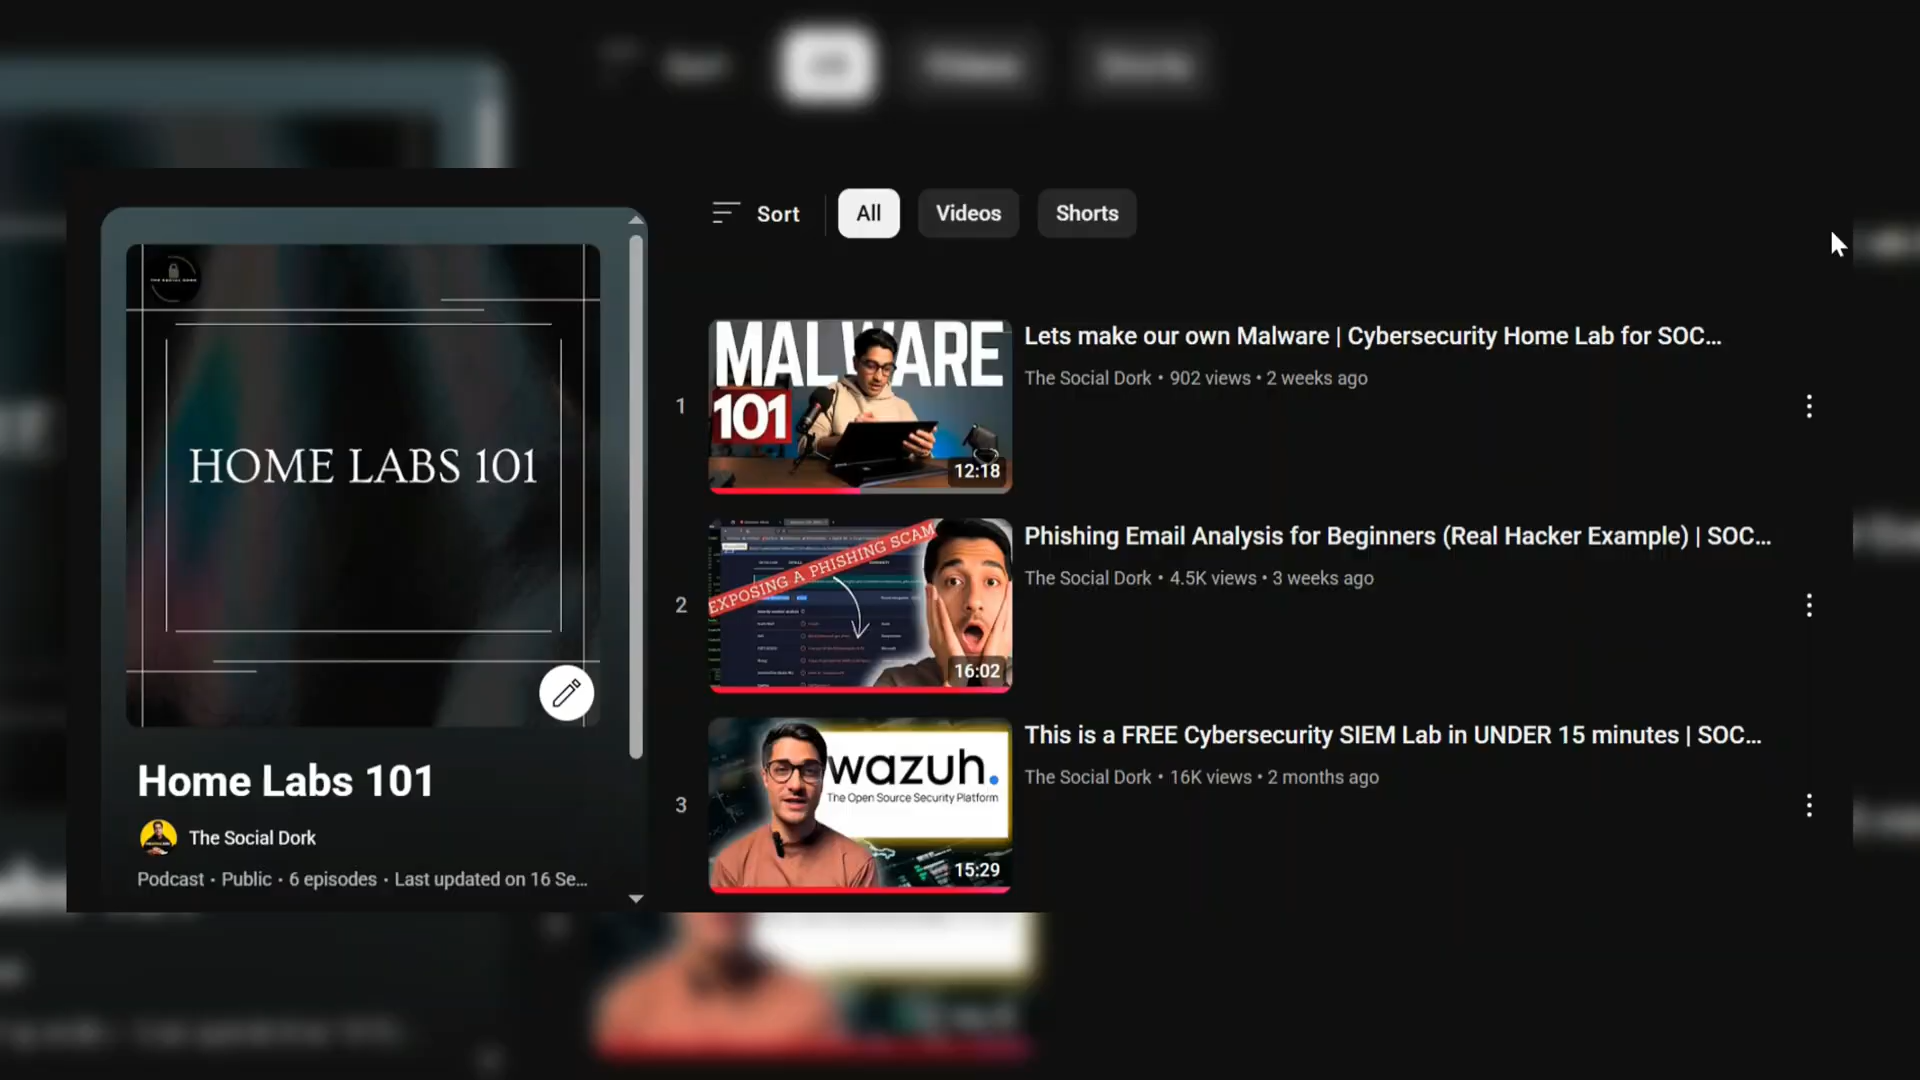 THE SOCIAL DORK
HOME LABS 101
Home Labs 101
The Social Dork
Podcast • Public • 6 episodes • Last updated on 16 Se...
Sort
All
Videos
Shorts
1
MALWARE
101
12:18
Lets make our own Malware | Cybersecurity Home Lab for SOC...
The Social Dork • 902 views • 2 weeks ago
2
EXPOSING A PHISHING SCAM
16:02
Phishing Email Analysis for Beginners (Real Hacker Example) | SOC...
The Social Dork • 4.5K views • 3 weeks ago
3
wazuh.
The Open Source Security Platform
15:29
This is a FREE Cybersecurity SIEM Lab in UNDER 15 minutes | SOC...
The Social Dork • 16K views • 2 months ago